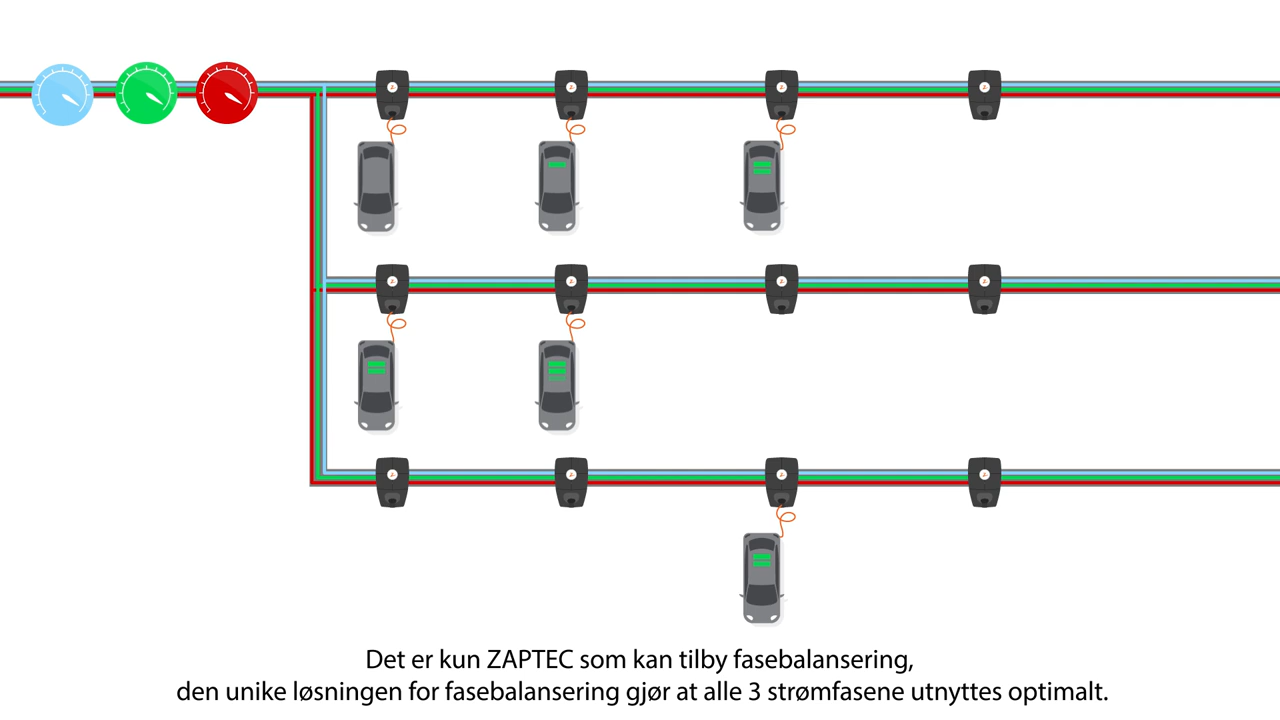 Det er kun ZAPTEC som kan tilby fasebalansering,
den unike løsningen for fasebalansering gjør at alle 3 strømfasene utnyttes optimalt.